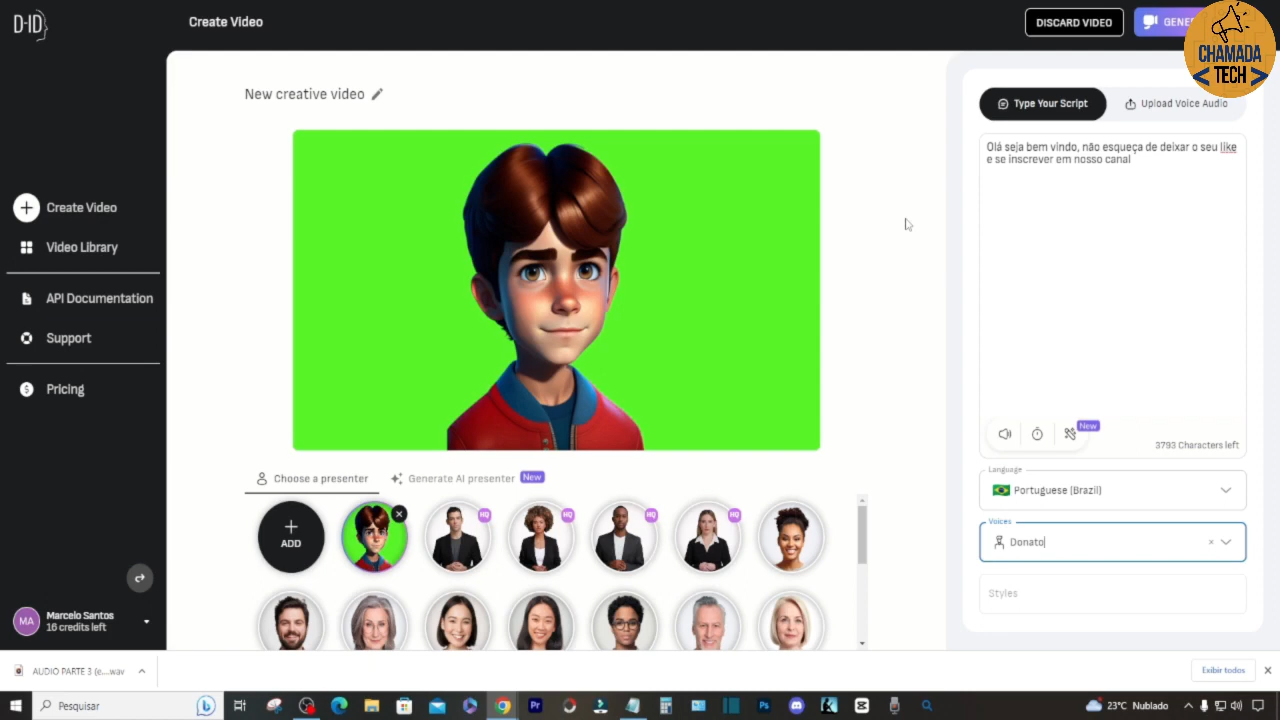 D-ID
Create Video
DISCARD VIDEO
GENE
CHAMADA
< TECH >
New creative video
Type Your Script
Upload Voice Audio
Olá seja bem vindo, não esqueça de deixar o seu like
e se inscrever em nosso canal
Create Video
Video Library
API Documentation
Support
Pricing
New
3793 Characters left
Language
Portuguese (Brazil)
Voices
Donato
Styles
Choose a presenter
Generate AI presenter
New
ADD
HQ
HQ
HQ
HQ
MA
Marcelo Santos
16 credits left
AUDIO PARTE 3 (e....wav
Exibir todos
Pesquisar
Pr
Ps
23°C Nublado